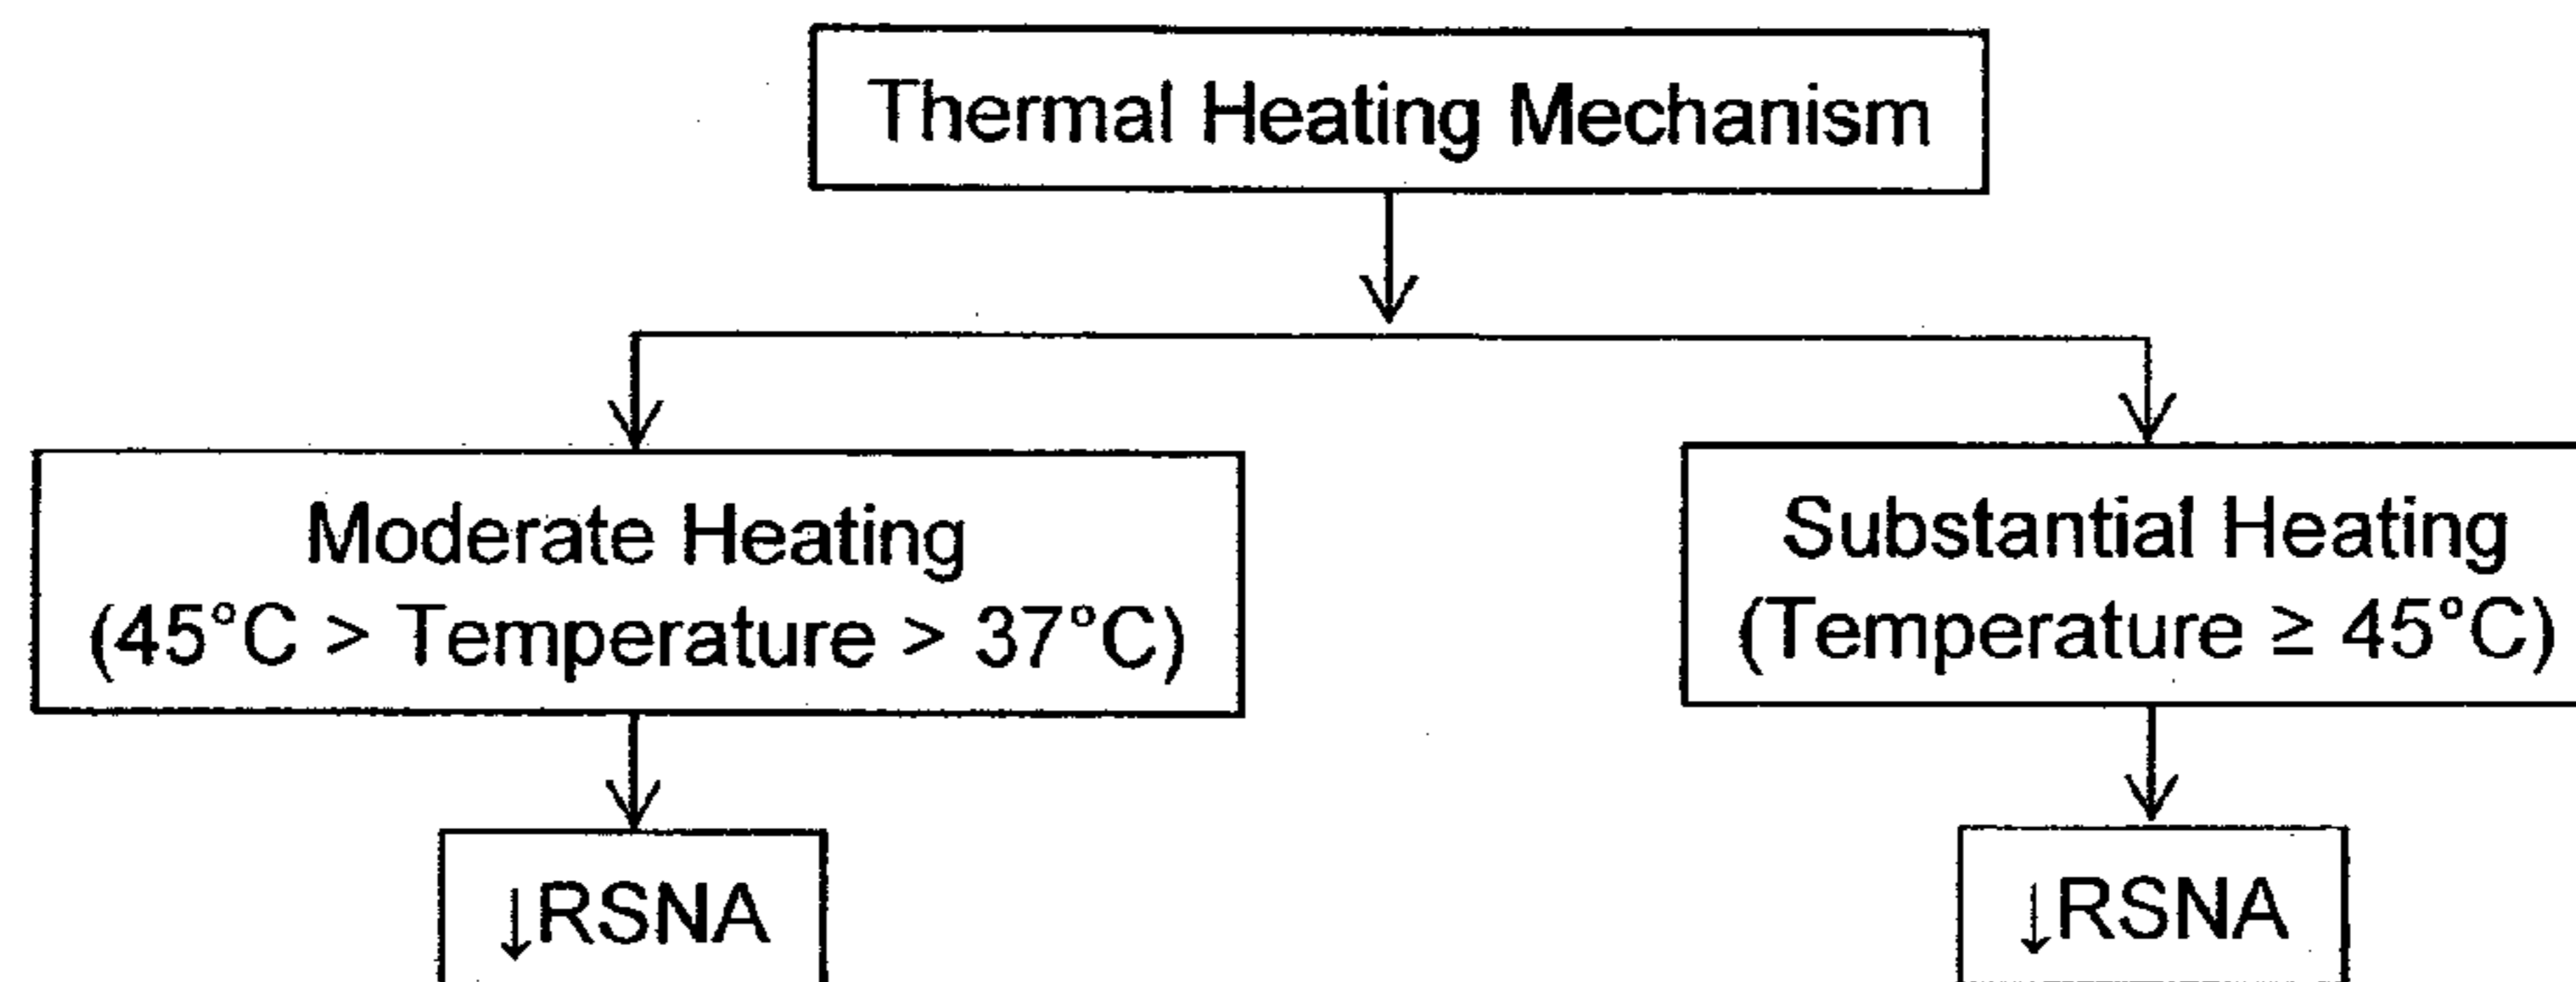 Thermal Heating Mechanism
Moderate Heating
(45°C > Temperature > 37°C)
Substantial Heating
(Temperature ≥ 45°C)
↓RSNA
↓RSNA